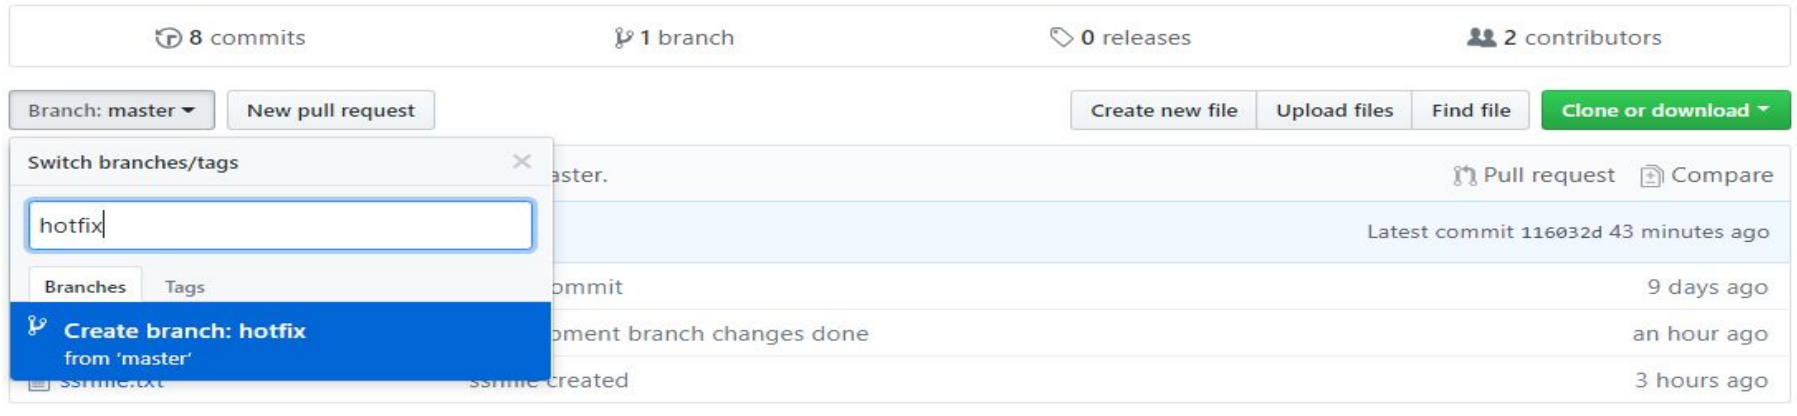 8 commits 1 branch 0 releases 2 contributors
Branch: master New pull request Create new file Upload files Find file Clone or download
Switch branches/tags
aster. Pull request Compare
hotfix
Latest commit 116032d 43 minutes ago
Branches Tags
ommit 9 days ago
Create branch: hotfix
oment branch changes done an hour ago
from 'master'
created 3 hours ago